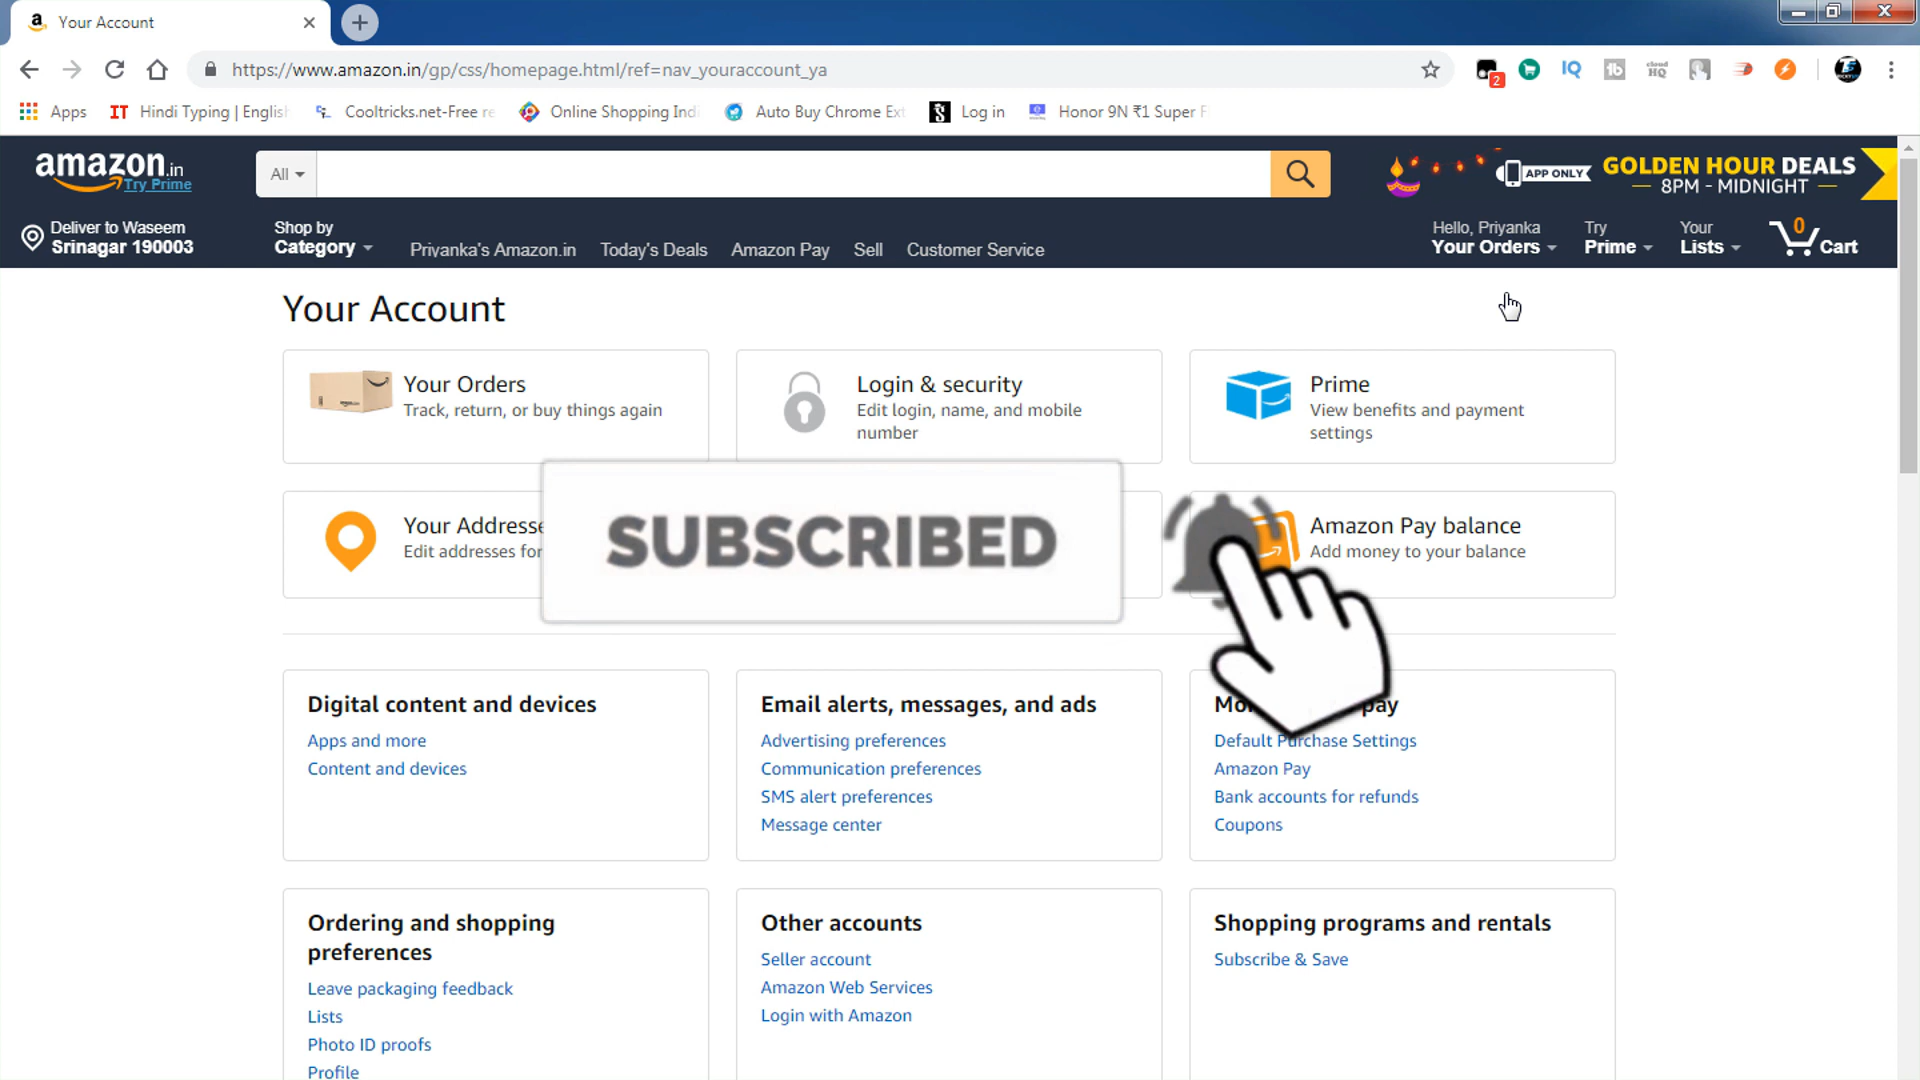 Your Account
https://www.amazon.in/gp/css/homepage.html/ref=nav_youraccount_ya
2
Apps
Hindi Typing | English
Cooltricks.net-Free re
Online Shopping Indi
Auto Buy Chrome Ext
Log in
Honor 9N ₹1 Super F
amazon.in
Try Prime
All
APP ONLY
GOLDEN HOUR DEALS
8PM - MIDNIGHT
Deliver to Waseem
Srinagar 190003
Shop by
Category
Priyanka's Amazon.in
Today's Deals
Amazon Pay
Sell
Customer Service
Hello, Priyanka
Your Orders
Try
Prime
Your
Lists
0
Cart
Your Account
Your Orders
Track, return, or buy things again
Login & security
Edit login, name, and mobile
number
Prime
View benefits and payment
settings
Your Addresse
Edit addresses for
SUBSCRIBED
Amazon Pay balance
Add money to your balance
Digital content and devices
Apps and more
Content and devices
Email alerts, messages, and ads
Advertising preferences
Communication preferences
SMS alert preferences
Message center
pay
Default Purchase Settings
Amazon Pay
Bank accounts for refunds
Coupons
Ordering and shopping
preferences
Leave packaging feedback
Lists
Photo ID proofs
Profile
Other accounts
Seller account
Amazon Web Services
Login with Amazon
Shopping programs and rentals
Subscribe & Save